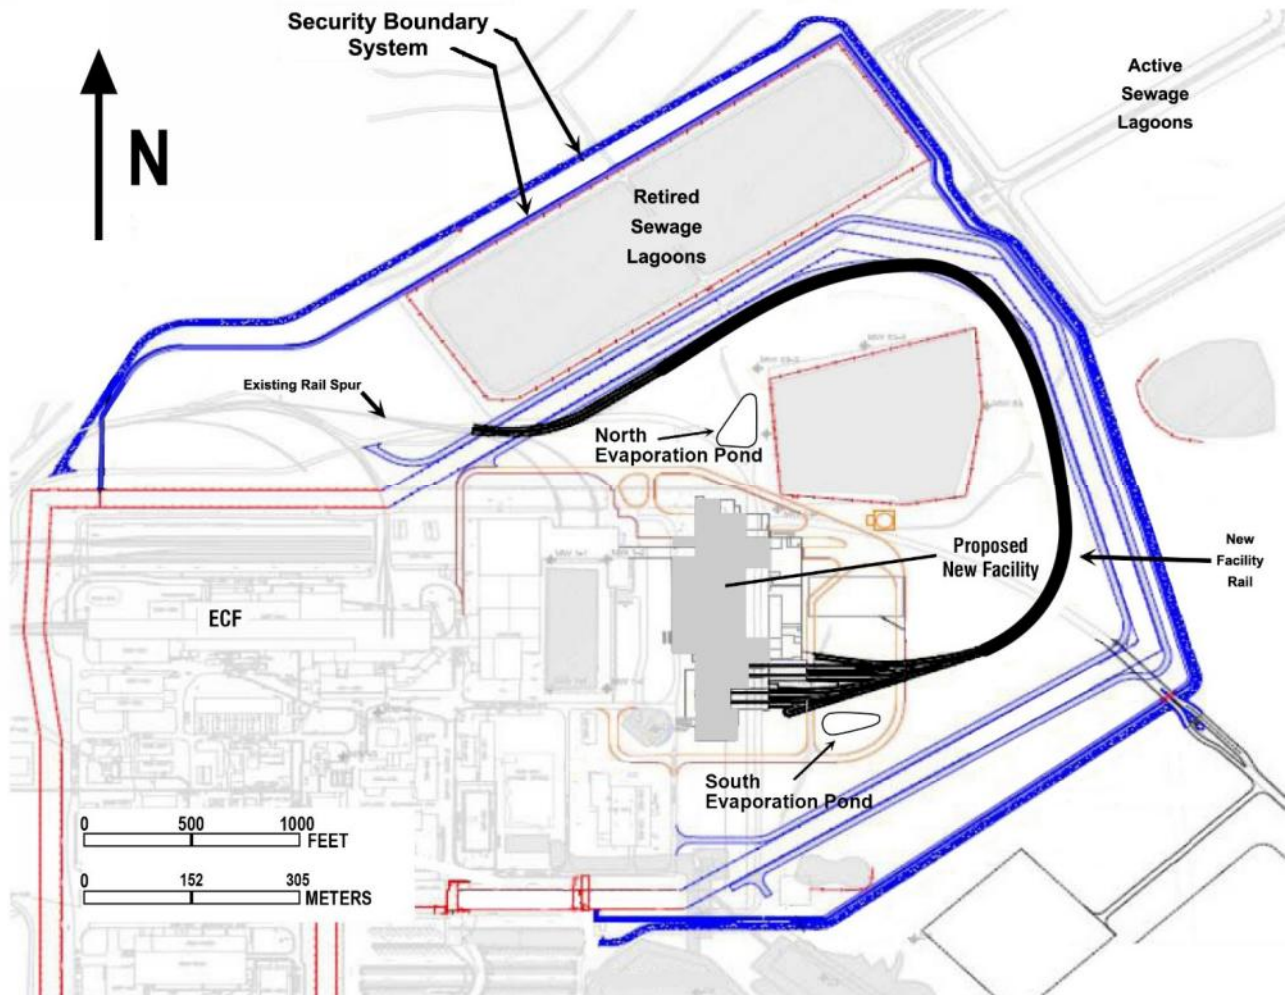 Security Boundary
System
Active
Sewage
Lagoons
N
Retired
Sewage
Lagoons
Existing Rail Spur
North
Evaporation Pond
Proposed
New Facility
New
Facility
Rail
ECF
South
Evaporation Pond
0 500 1000
FEET
0 152 305
METERS